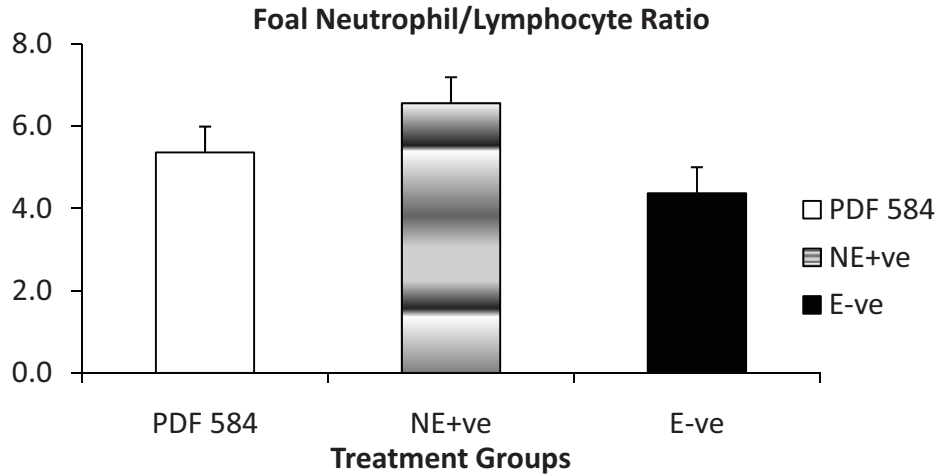 Foal Neutrophil/Lymphocyte Ratio
8.0
6.0
4.0
2.0
0.0
PDF 584
NE+ve
E-ve
PDF 584 NE+ve E-ve
Treatment Groups